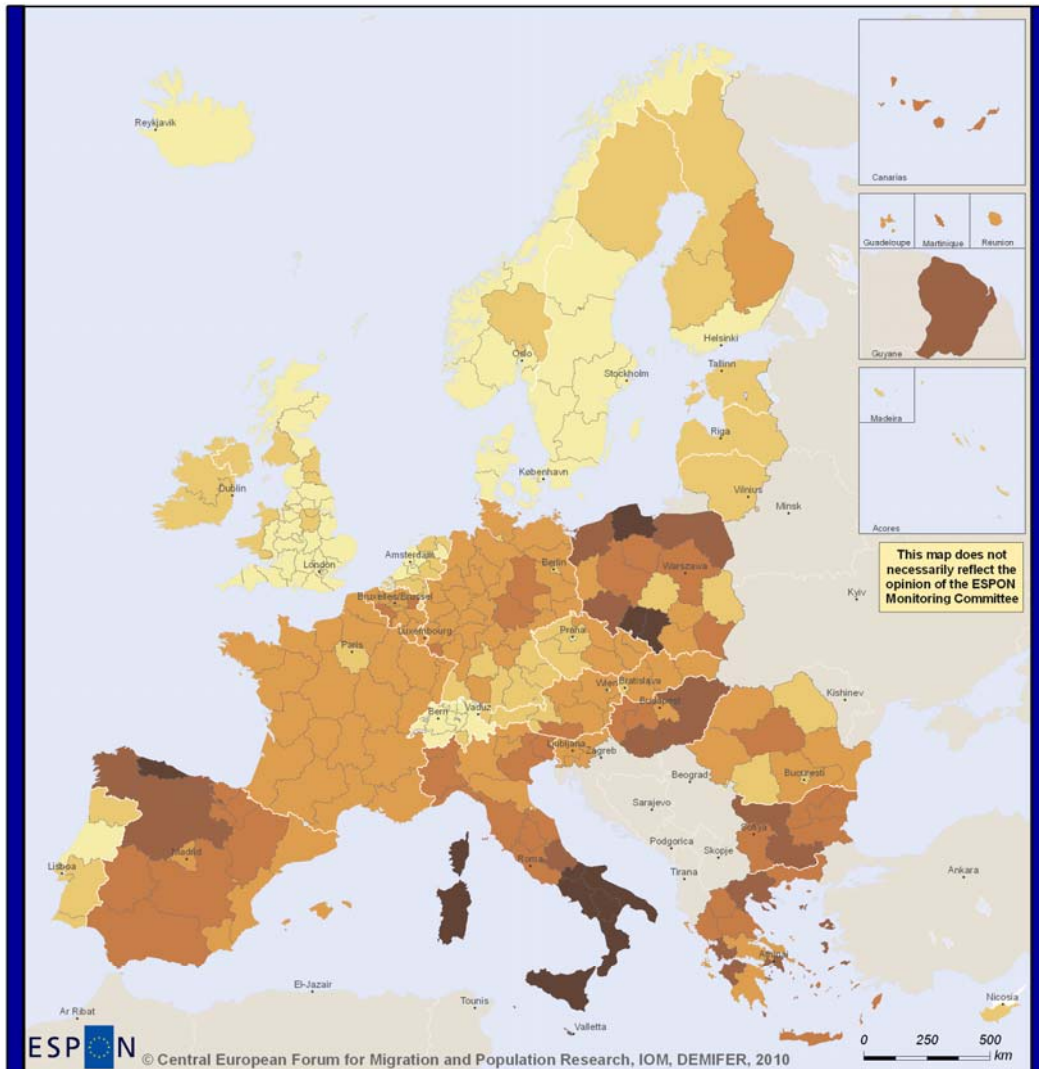 Reykjavik
Canarias
Guadeloupe
Martinique
Réunion
Guyane
Helsinki
Oslo
Tallinn
Stockholm
Madeira
Riga
Dublin
København
Vilnius
Minsk
Acores
London
Amsterdam
Berlin
Warszawa
This map does not
necessarily reflect the
opinion of the ESPON
Monitoring Committee
Bruxelles/Brussel
Kyiv
Luxembourg
Praha
Paris
Wien
Bratislava
Kishinev
Bern
Vaduz
Budapest
Ljubljana
Zagreb
Beograd
Bucuresti
Sarajevo
Madrid
Podgorica
Sofija
Lisboa
Roma
Skopje
Tirana
Ankara
El-Jazair
Tounis
Nicosia
Ar Ribat
Valletta
ESPON
© Central European Forum for Migration and Population Research, IOM, DEMIFER, 2010
0 250 500
km